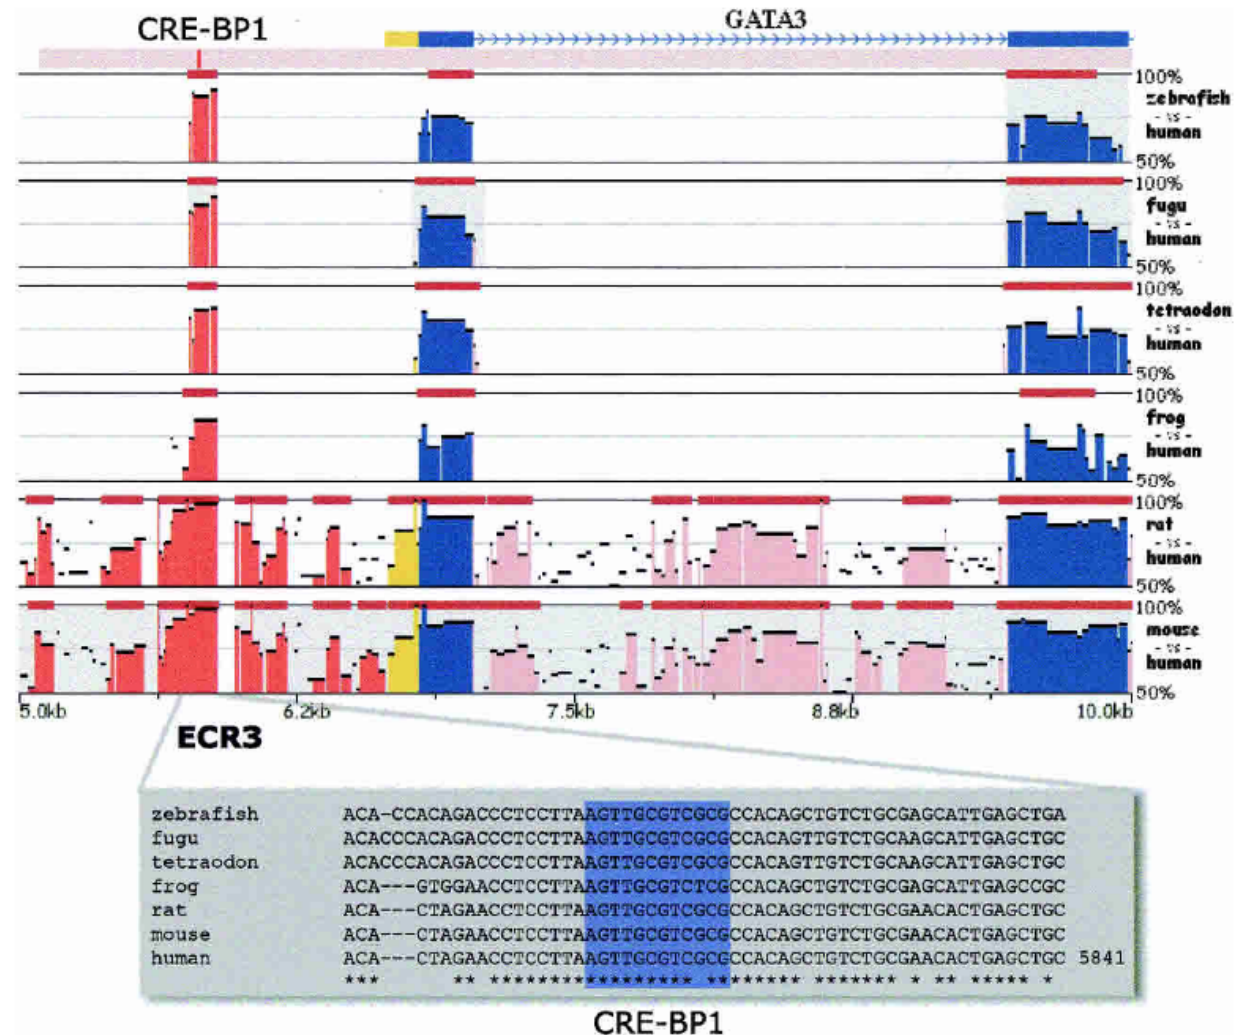 CRE-BP1
GATA3
100%
zebrafish
- vs -
human
50%
100%
fugu
- vs -
human
50%
100%
tetraodon
- vs -
human
50%
100%
frog
- vs -
human
50%
100%
rat
- vs -
human
50%
100%
mouse
- vs -
human
50%
5.0kb 6.2kb 7.5kb 8.8kb 10.0kb
ECR3
zebrafish ACA-CCACAGACCCTCCTTAAGTTGCGTCGCGCCACAGCTGTCTGCGAGCATTGAGCTGA
fugu ACACCCACAGACCCTCCTTAAGTTGCGTCGCGCCACAGTTGTCTGCAAGCATTGAGCTGC
tetraodon ACACCCACAGACCCTCCTTAAGTTGCGTCGCGCCACAGTTGTCTGCAAGCATTGAGCTGC
frog ACA---GTGGAACCTCCTTAAGTTGCGTCTCGCCACAGCTGTCTGCGAGCATTGAGCCGC
rat ACA---CTAGAACCTCCTTAAGTTGCGTCGCGCCACAGCTGTCTGCGAACACTGAGCTGC
mouse ACA---CTAGAACCTCCTTAAGTTGCGTCGCGCCACAGCTGTCTGCGAACACTGAGCTGC
human ACA---CTAGAACCTCCTTAAGTTGCGTCGCGCCACAGCTGTCTGCGAACACTGAGCTGC 5841
*** ** ***************** ******** ******* * ** ***** *
CRE-BP1